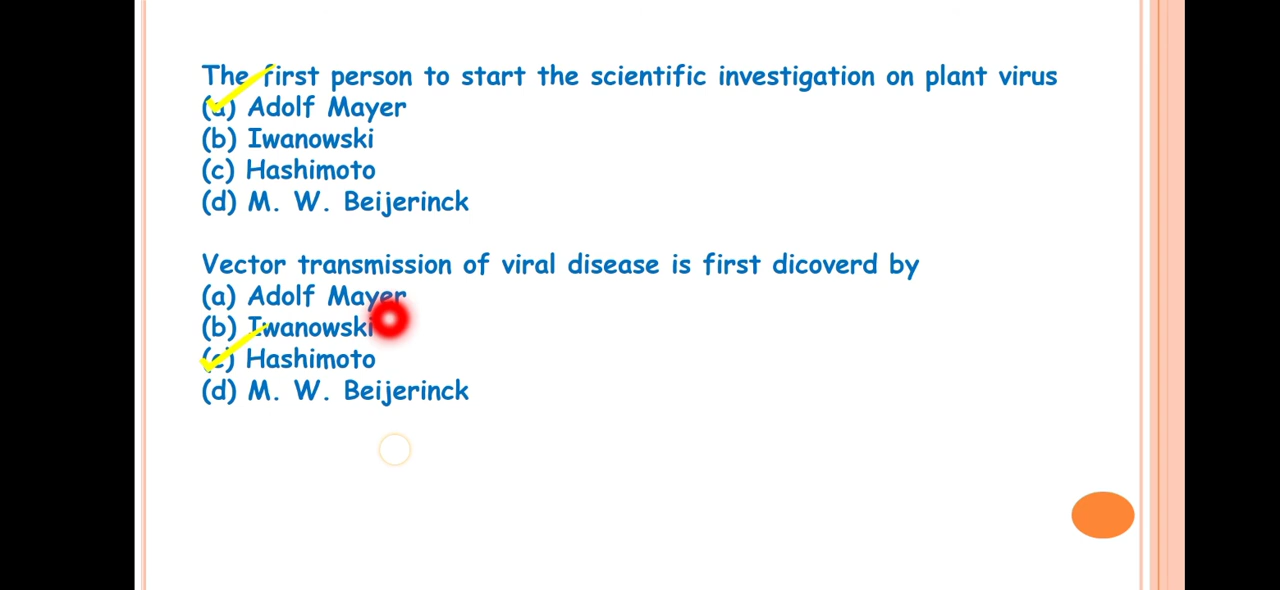 The first person to start the scientific investigation on plant virus
(a) Adolf Mayer
(b) Iwanowski
(c) Hashimoto
(d) M. W. Beijerinck
Vector transmission of viral disease is first dicoverd by
(a) Adolf Mayer
(b) Iwanowski
(c) Hashimoto
(d) M. W. Beijerinck